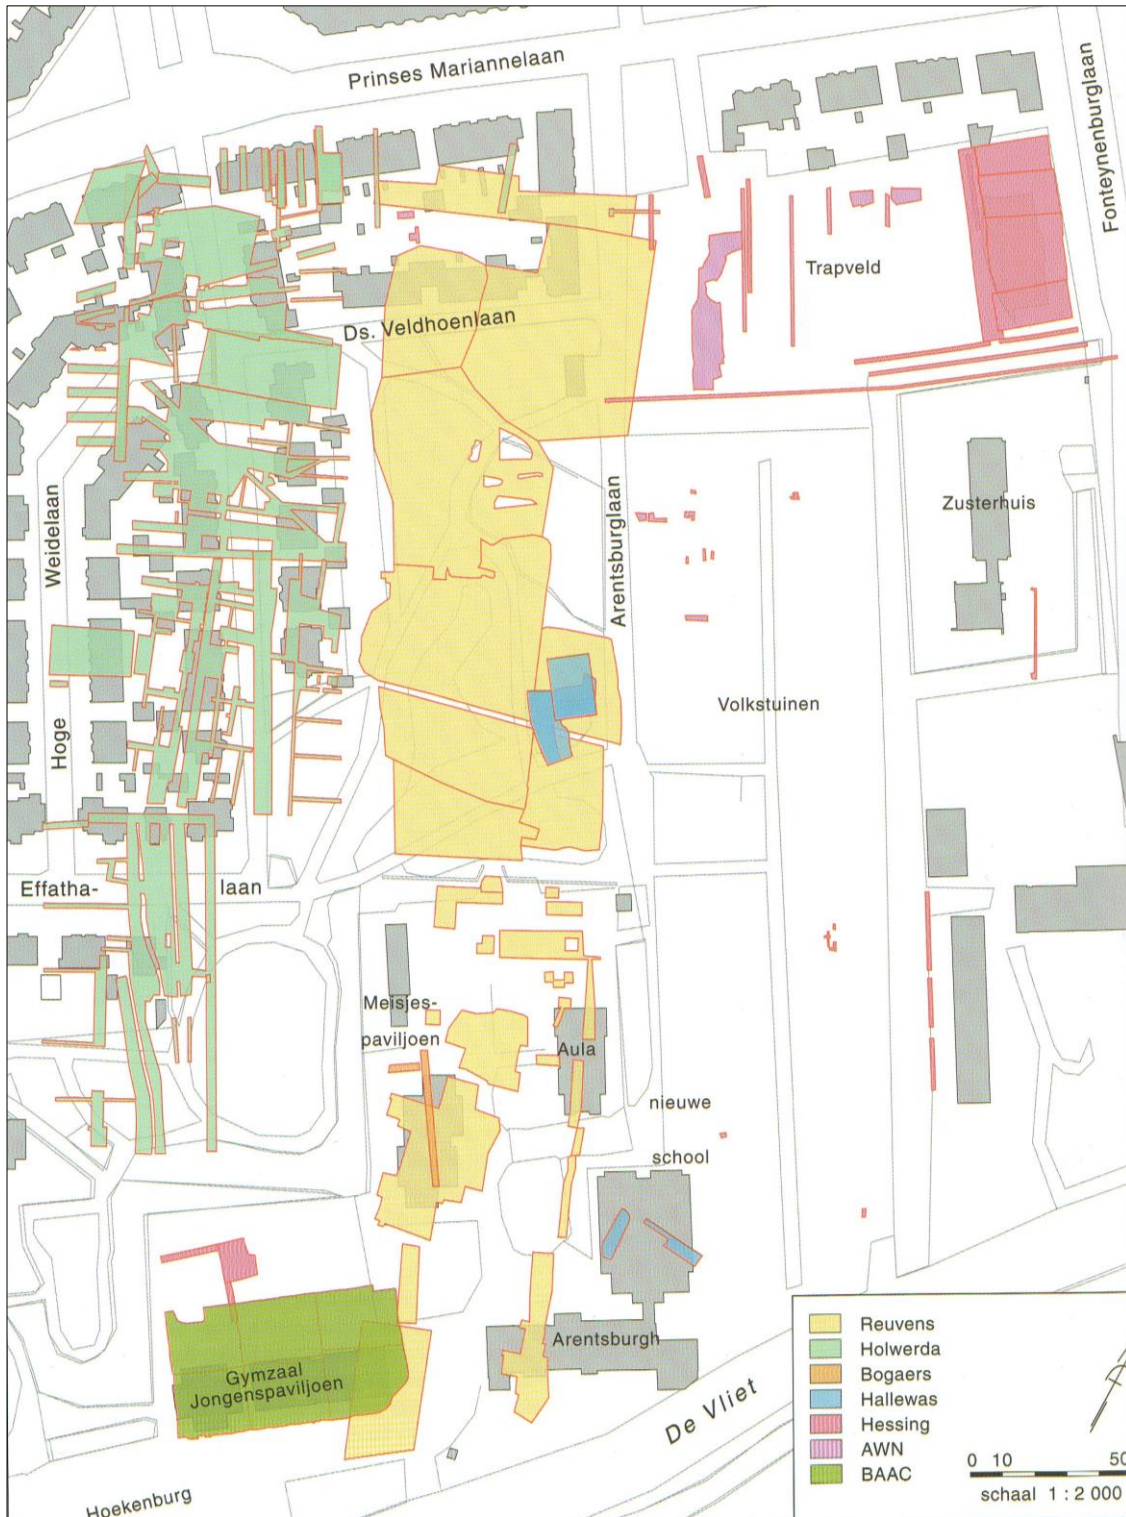 Prinses Mariannelaan
Fonteynenburglaan
Trapveld
Ds. Veldhoenlaan
Zusterhuis
Arentsburglaan
Hoge Weidelaan
Volkstuinen
Effatha- laan
Meisjes-
paviljoen
Aula
nieuwe
school
Arentsburgh
Gymzaal
Jongenspaviljoen
De Vliet
Hoekenburg
Reuvens
Holwerda
Bogaers
Hallewas
Hessing
AWN
BAAC
0 10 50
schaal 1 : 2 000